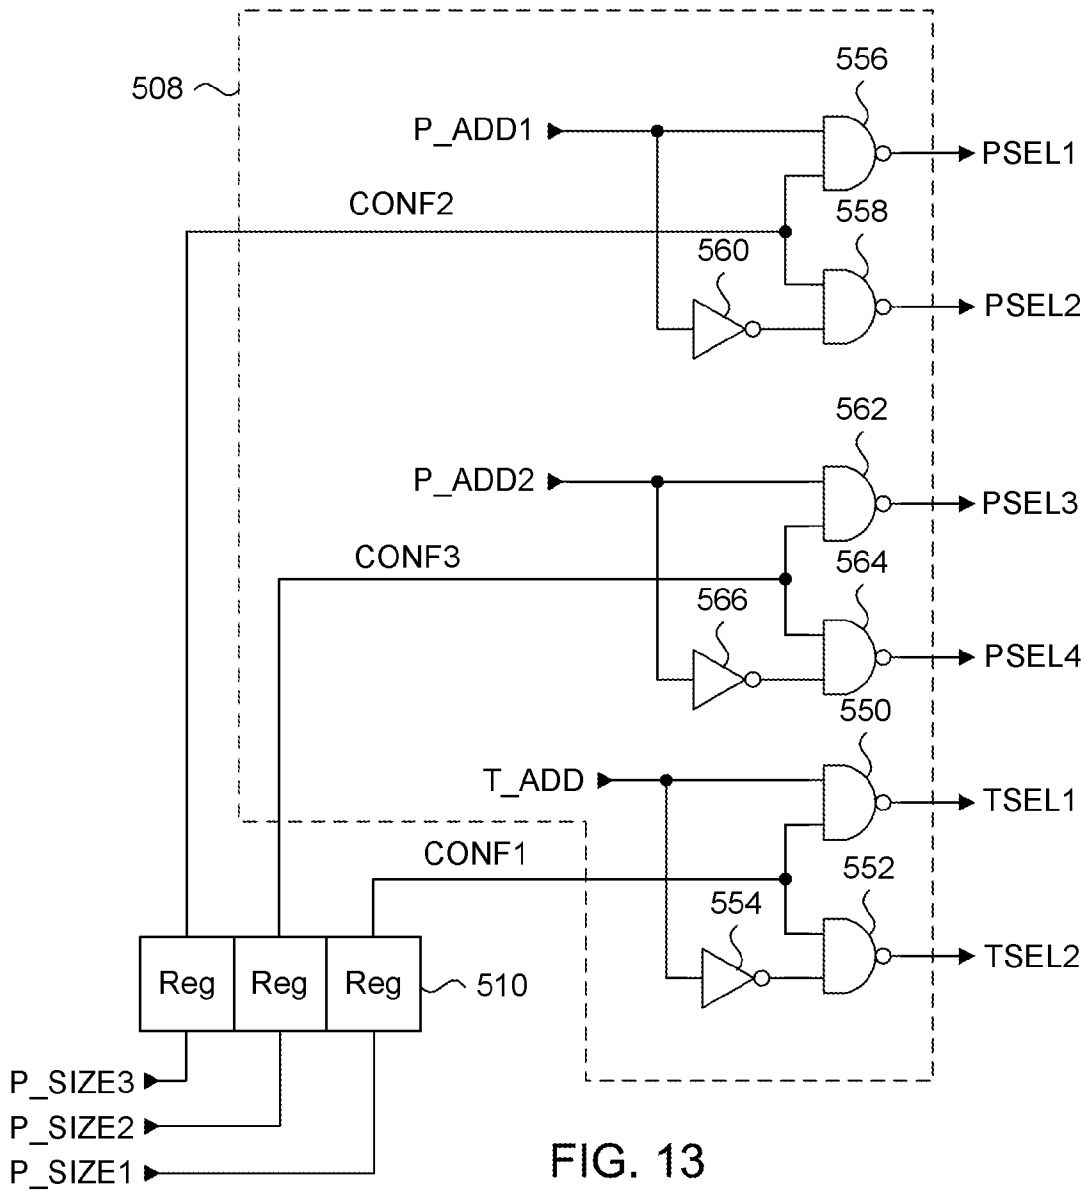 556
508
P_ADD1
PSEL1
CONF2
558
560
PSEL2
562
P_ADD2
PSEL3
CONF3
564
566
PSEL4
550
T_ADD
TSEL1
CONF1
552
554
TSEL2
Reg Reg Reg
510
P_SIZE3
P_SIZE2
P_SIZE1
FIG. 13